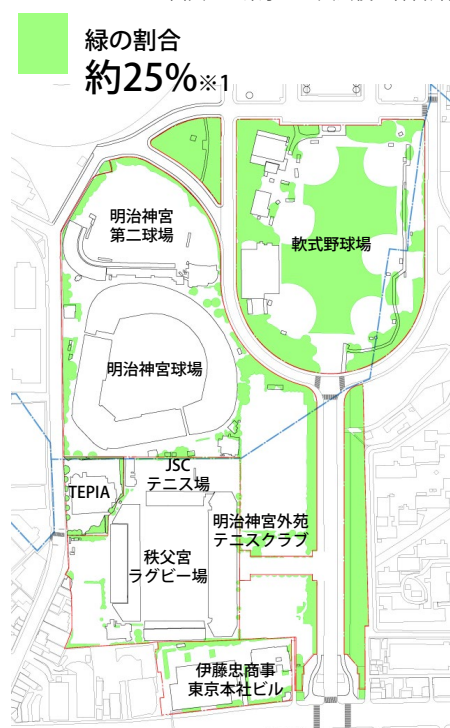 緑の割合
約25%※1
明治神宮
第二球場
軟式野球場
明治神宮球場
JSC
テニス場
TEPIA
明治神宮外苑
テニスクラブ
秩父宮
ラグビー場
伊藤忠商事
東京本社ビル